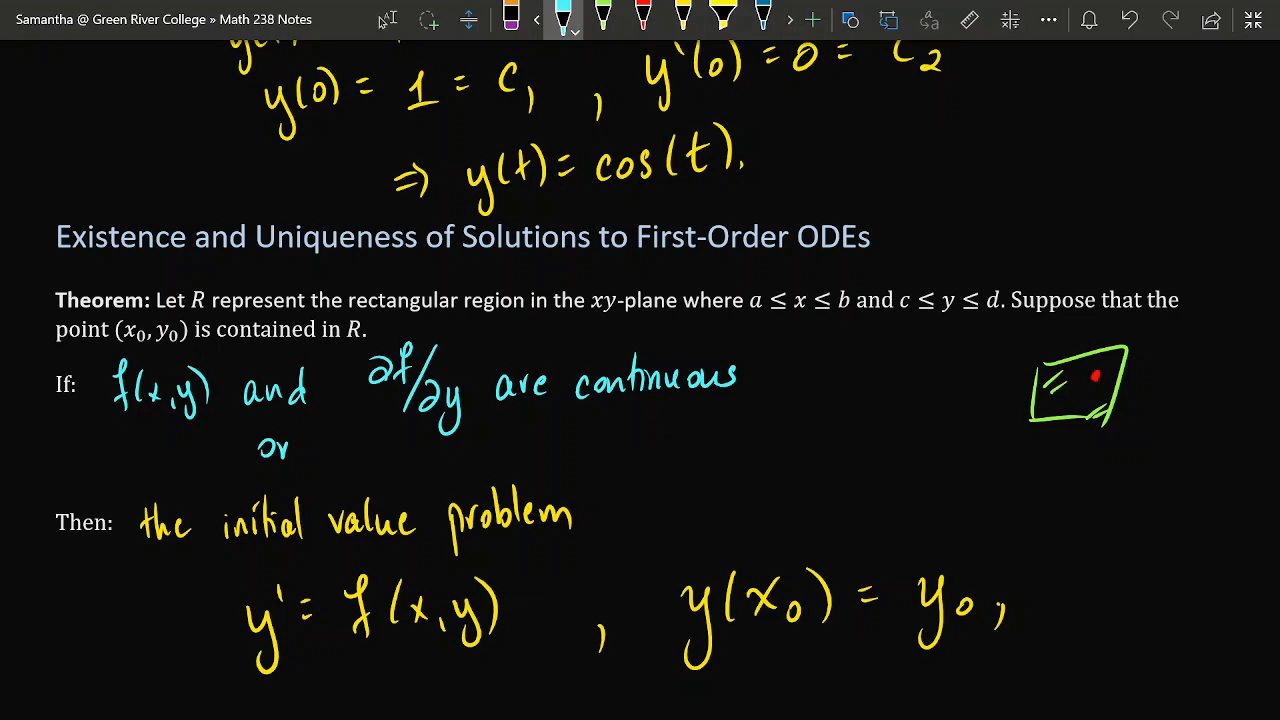 Samantha @ Green River College » Math 238 Notes
y(0) = 1 = C₁ , y'(0) = 0 = C₂
⇒ y(t) = cos(t).
Existence and Uniqueness of Solutions to First-Order ODEs
Theorem: Let R represent the rectangular region in the xy-plane where a ≤ x ≤ b and c ≤ y ≤ d. Suppose that the
point (x₀, y₀) is contained in R.
If: f(x,y) and ∂f/∂y are continuous
or
Then: the initial value problem
y' = f(x,y) , y(x₀) = y₀,